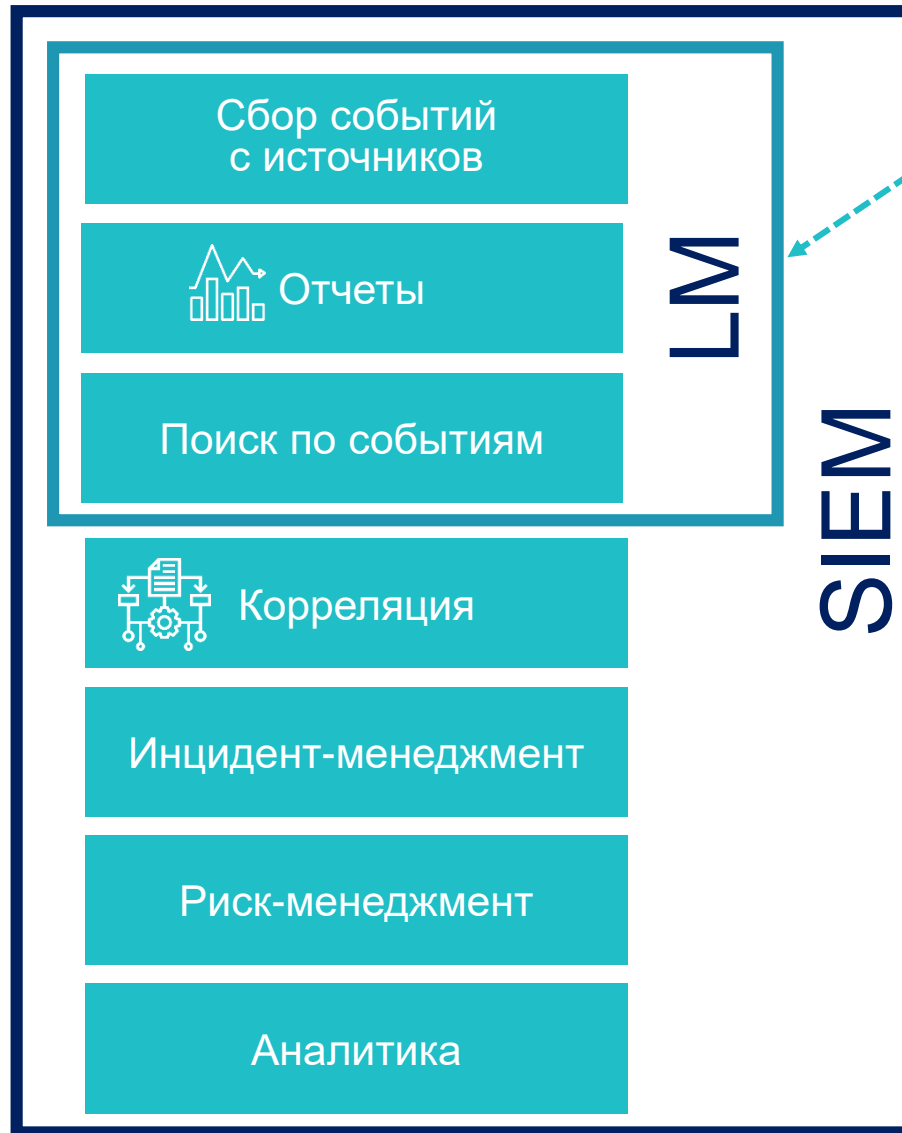 Сбор событий
с источников
Отчеты
Поиск по событиям
LM
Корреляция
Инцидент-менеджмент
Риск-менеджмент
Аналитика
SIEM